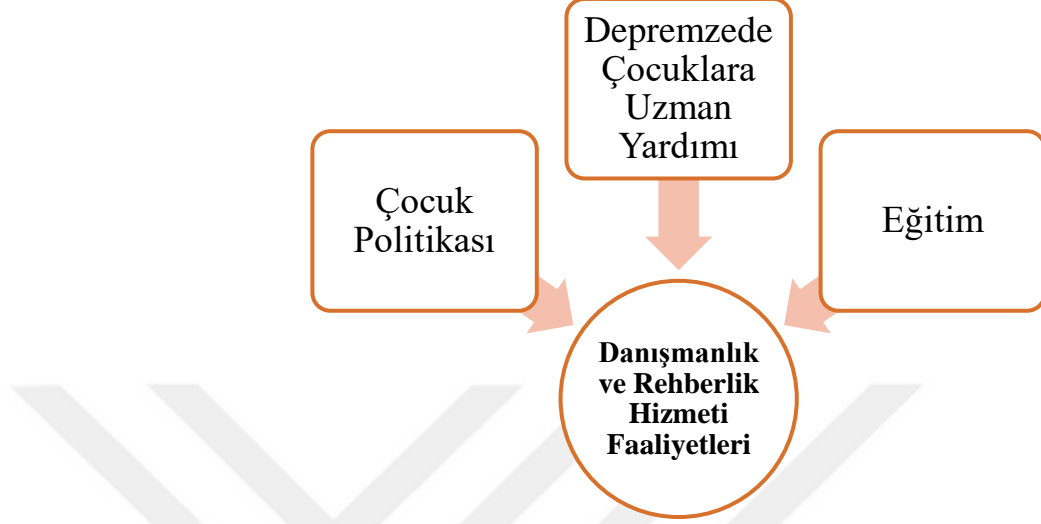 Depremzede
Çocuklara
Uzman
Yardımı
Çocuk
Politikası
Eğitim
Danışmanlık
ve Rehberlik
Hizmeti
Faaliyetleri